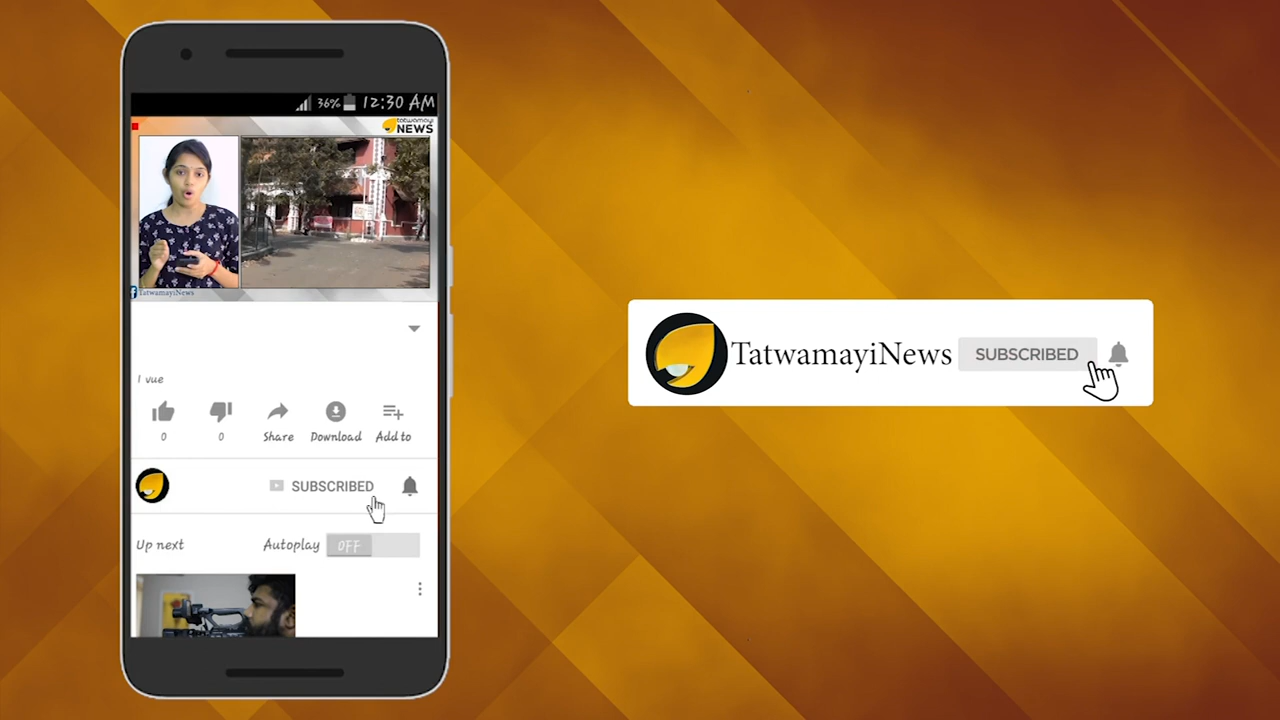 36% 12:30 AM
tatwamayi
NEWS
TatwamayiNews
1 vue
0 0 Share Download Add to
SUBSCRIBED
Up next Autoplay OFF
TatwamayiNews SUBSCRIBED